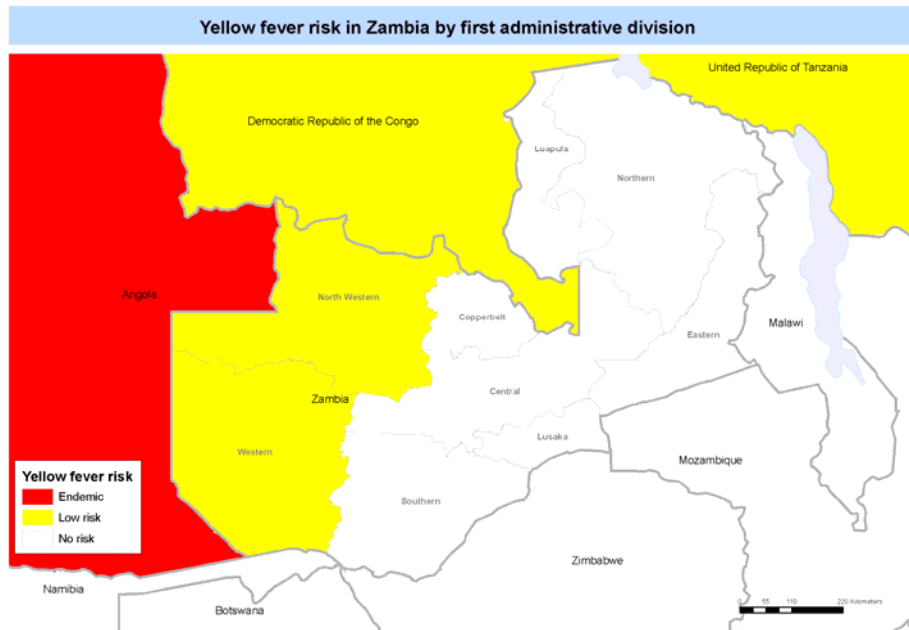 Yellow fever risk in Zambia by first administrative division
United Republic of Tanzania
Democratic Republic of the Congo
Luapula
Northern
Angola
North Western
Copperbelt
Malawi
Eastern
Central
Zambia
Lusaka
Western
Mozambique
Southern
Yellow fever risk
Endemic
Low risk
No risk
Zimbabwe
Namibia
Botswana
0 55 110 220 Kilometers